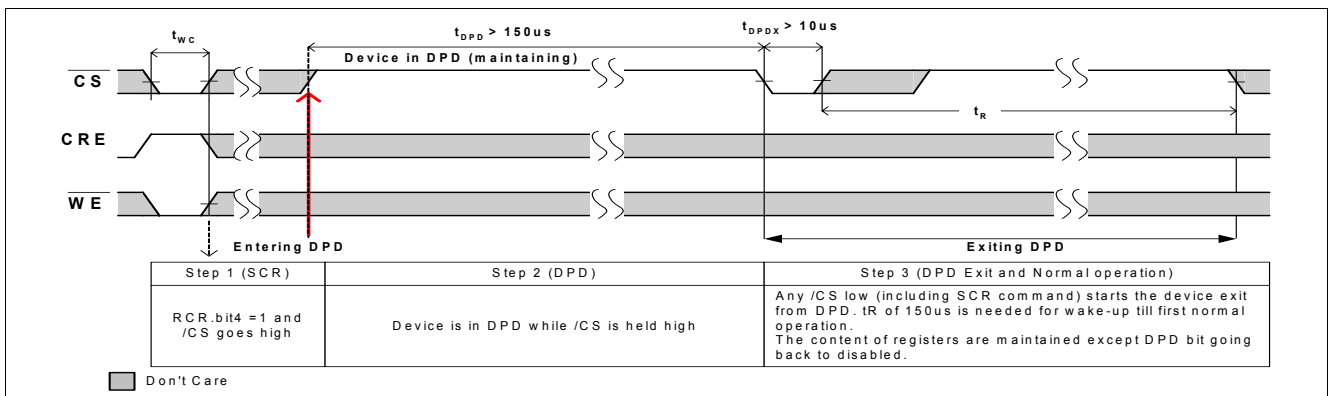 tWC
tDPD > 150us
tDPDX > 10us
Device in DPD (maintaining)
CS
tR
CRE
WE
Entering DPD
Exiting DPD
Step 1 (SCR)
Step 2 (DPD)
Step 3 (DPD Exit and Normal operation)
RCR.bit4 =1 and
/CS goes high
Device is in DPD while /CS is held high
Any /CS low (including SCR command) starts the device exit
from DPD. tR of 150us is needed for wake-up till first normal
operation.
The content of registers are maintained except DPD bit going
back to disabled.
Don't Care